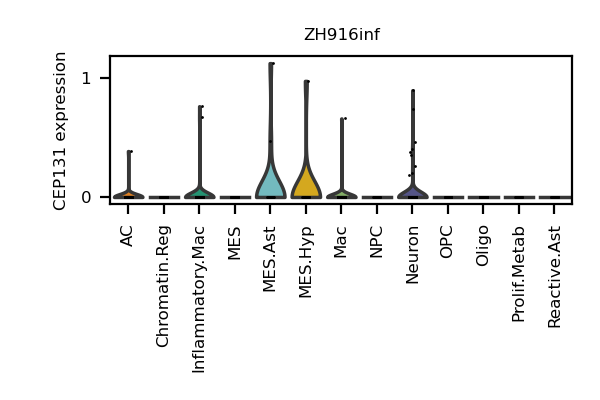 ZH916inf
CEP131 expression
1
0
AC
Chromatin.Reg
Inflammatory.Mac
MES
MES.Ast
MES.Hyp
Mac
NPC
Neuron
OPC
Oligo
Prolif.Metab
Reactive.Ast